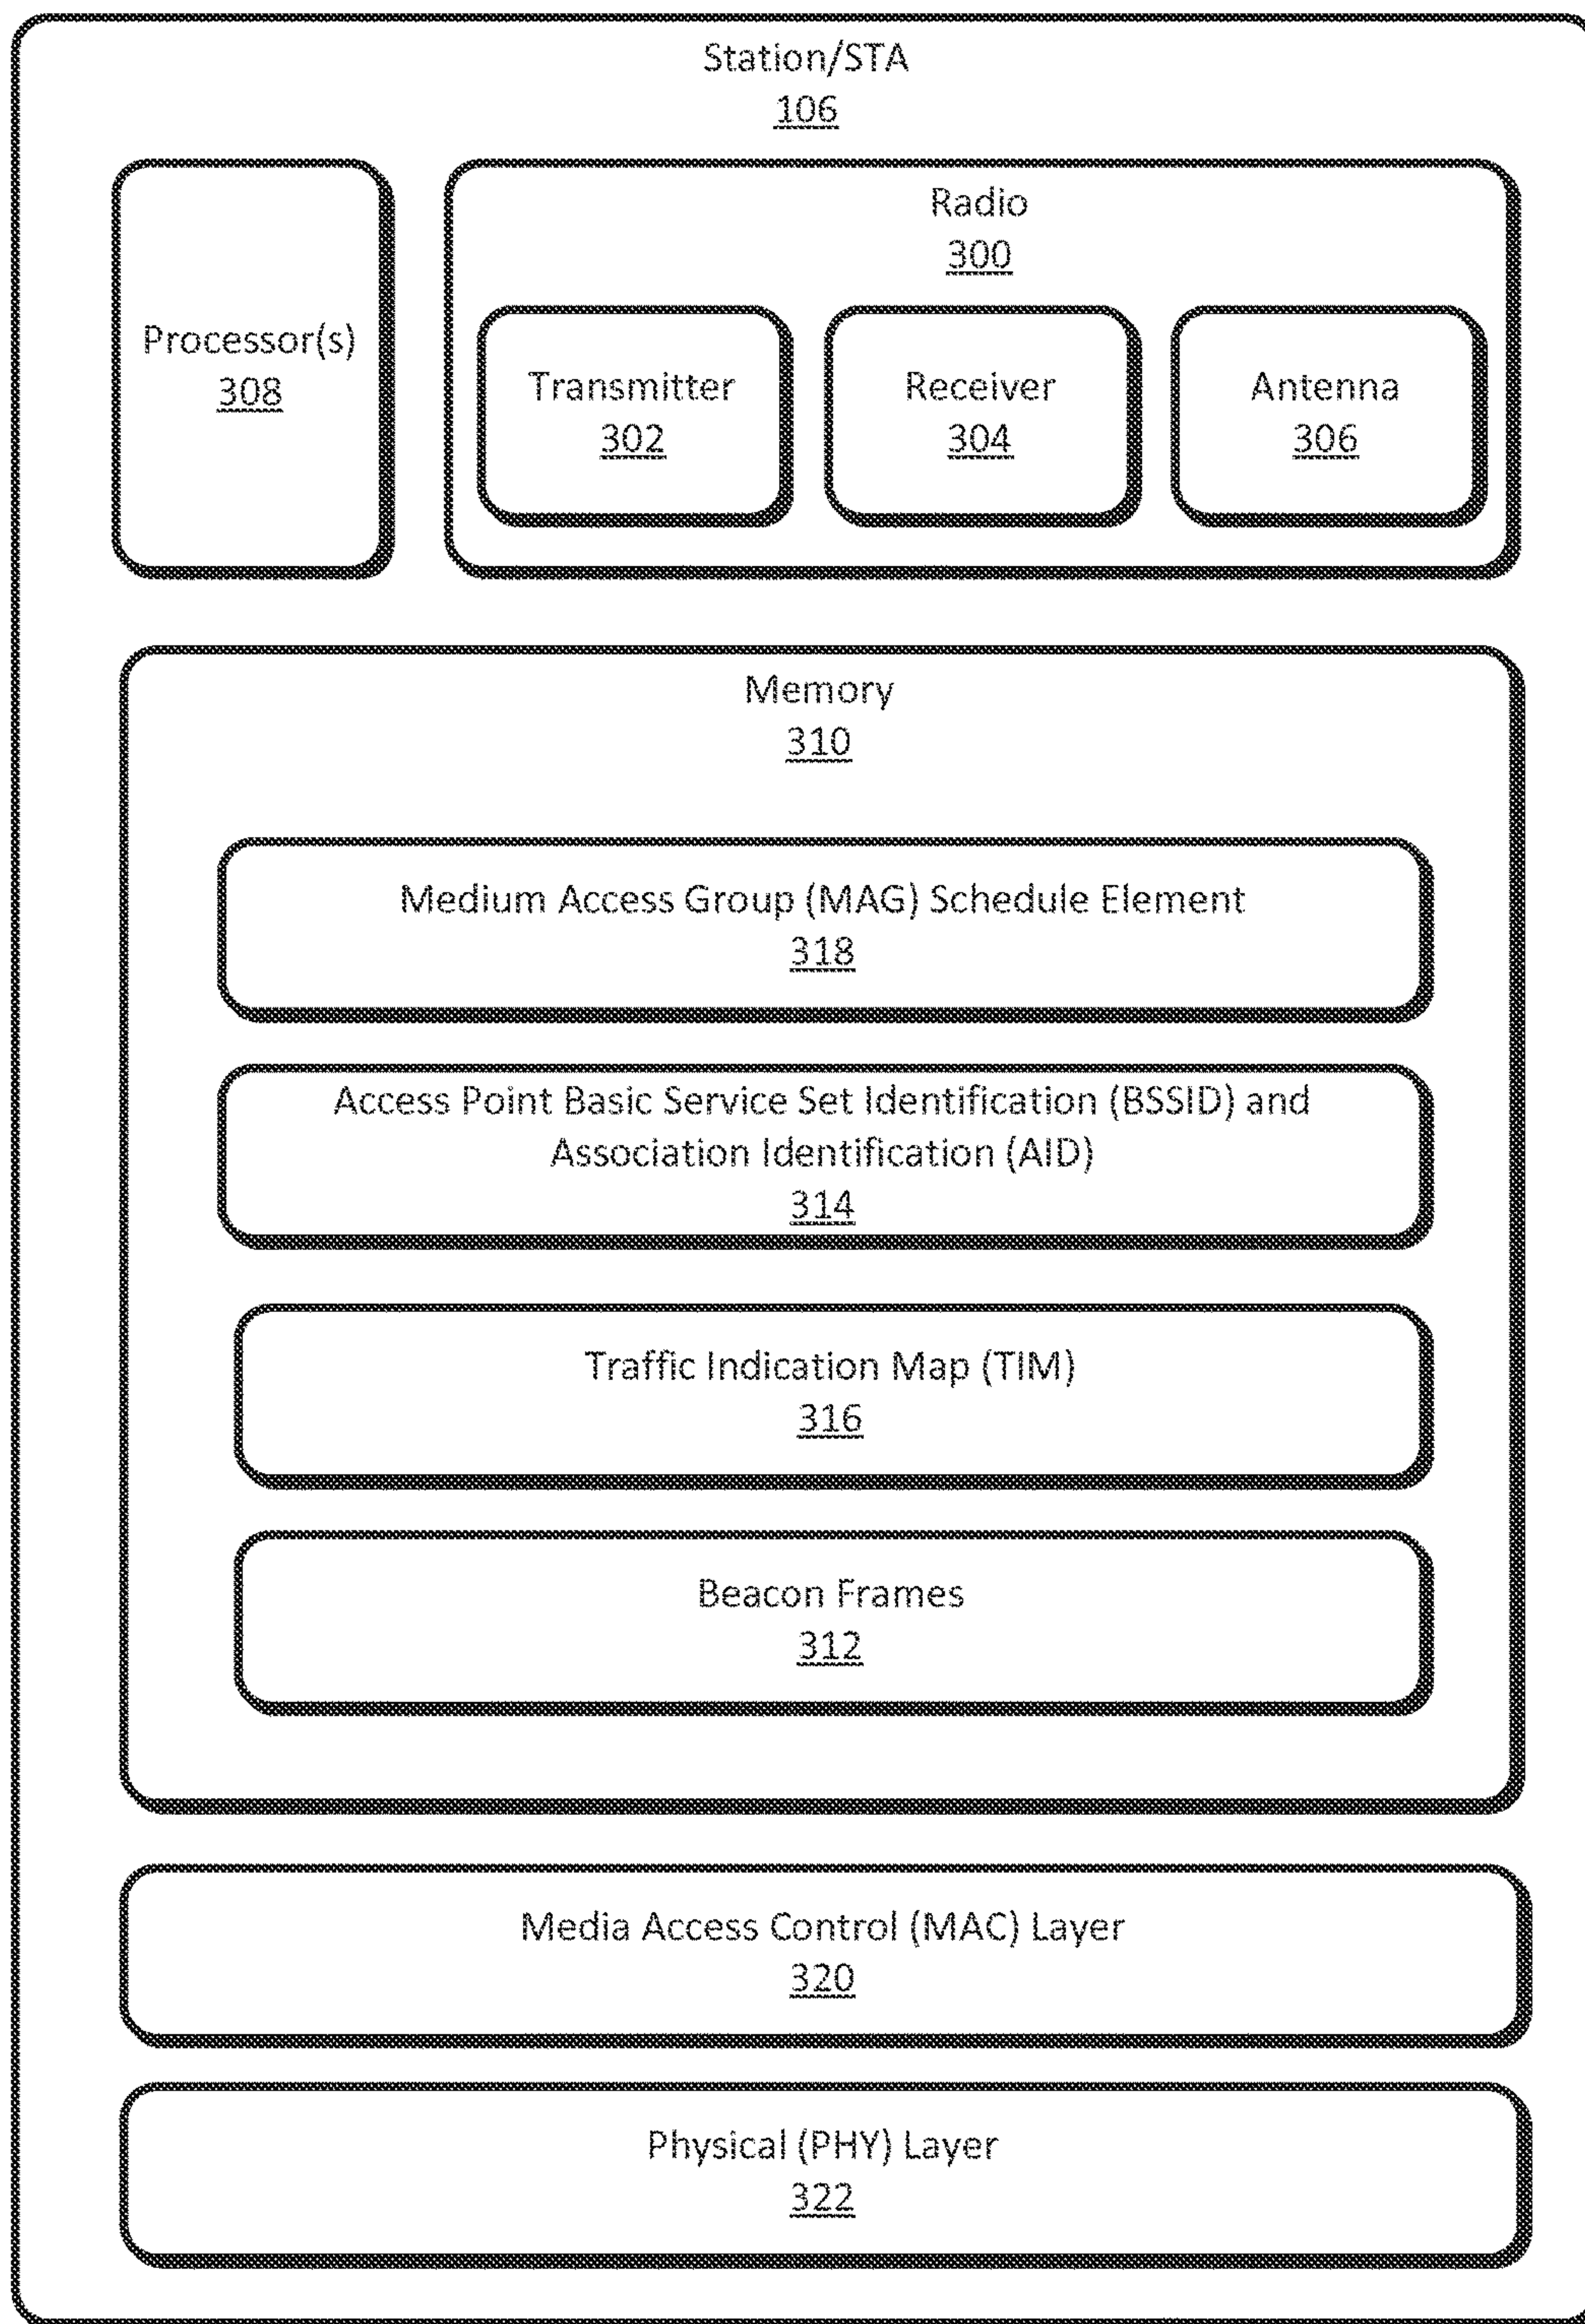 Station/STA
106
Processor(s)
308
Radio
300
Transmitter
302
Receiver
304
Antenna
306
Memory
310
Medium Access Group (MAG) Schedule Element
318
Access Point Basic Service Set Identification (BSSID) and
Association Identification (AID)
314
Traffic Indication Map (TIM)
316
Beacon Frames
312
Media Access Control (MAC) Layer
320
Physical (PHY) Layer
322